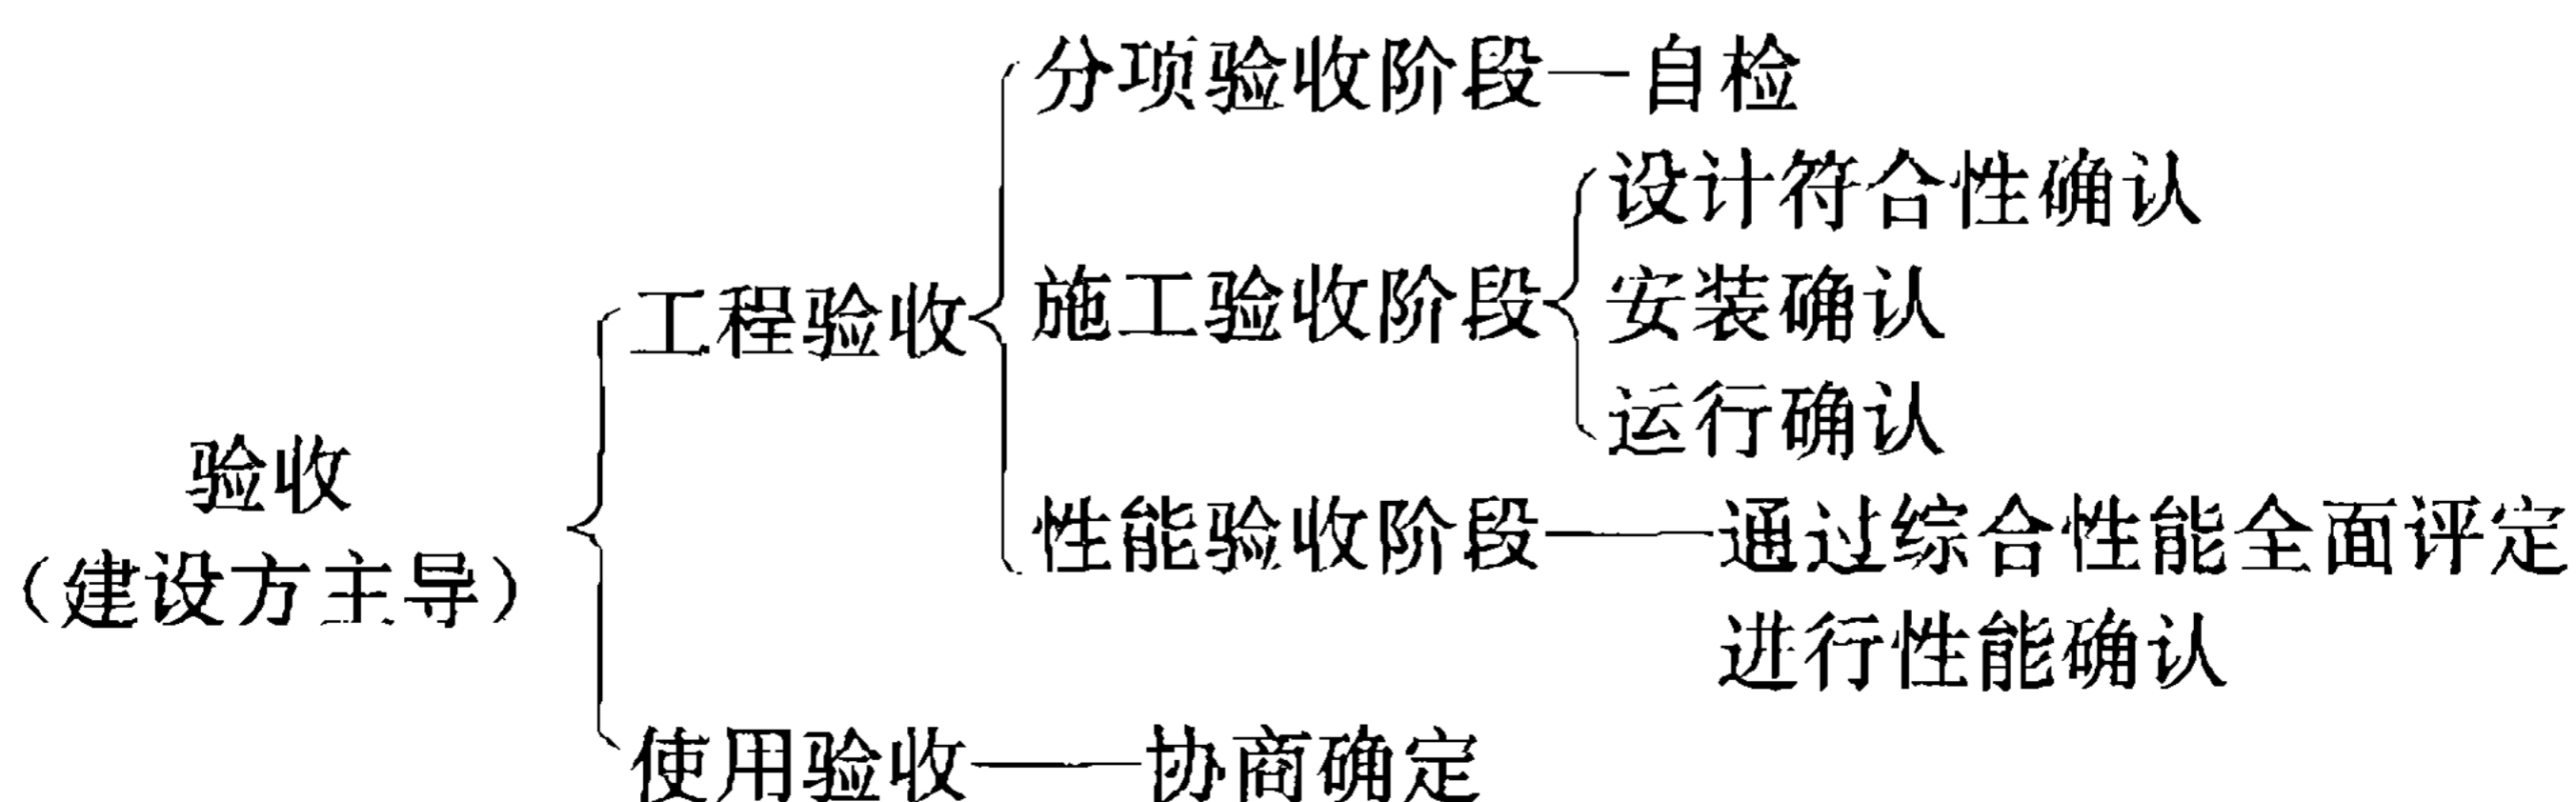 分项验收阶段—自检
设计符合性确认
工程验收
施工验收阶段
安装确认
运行确认
验收
(建设方主导)
性能验收阶段——通过综合性能全面评定
进行性能确认
使用验收——协商确定